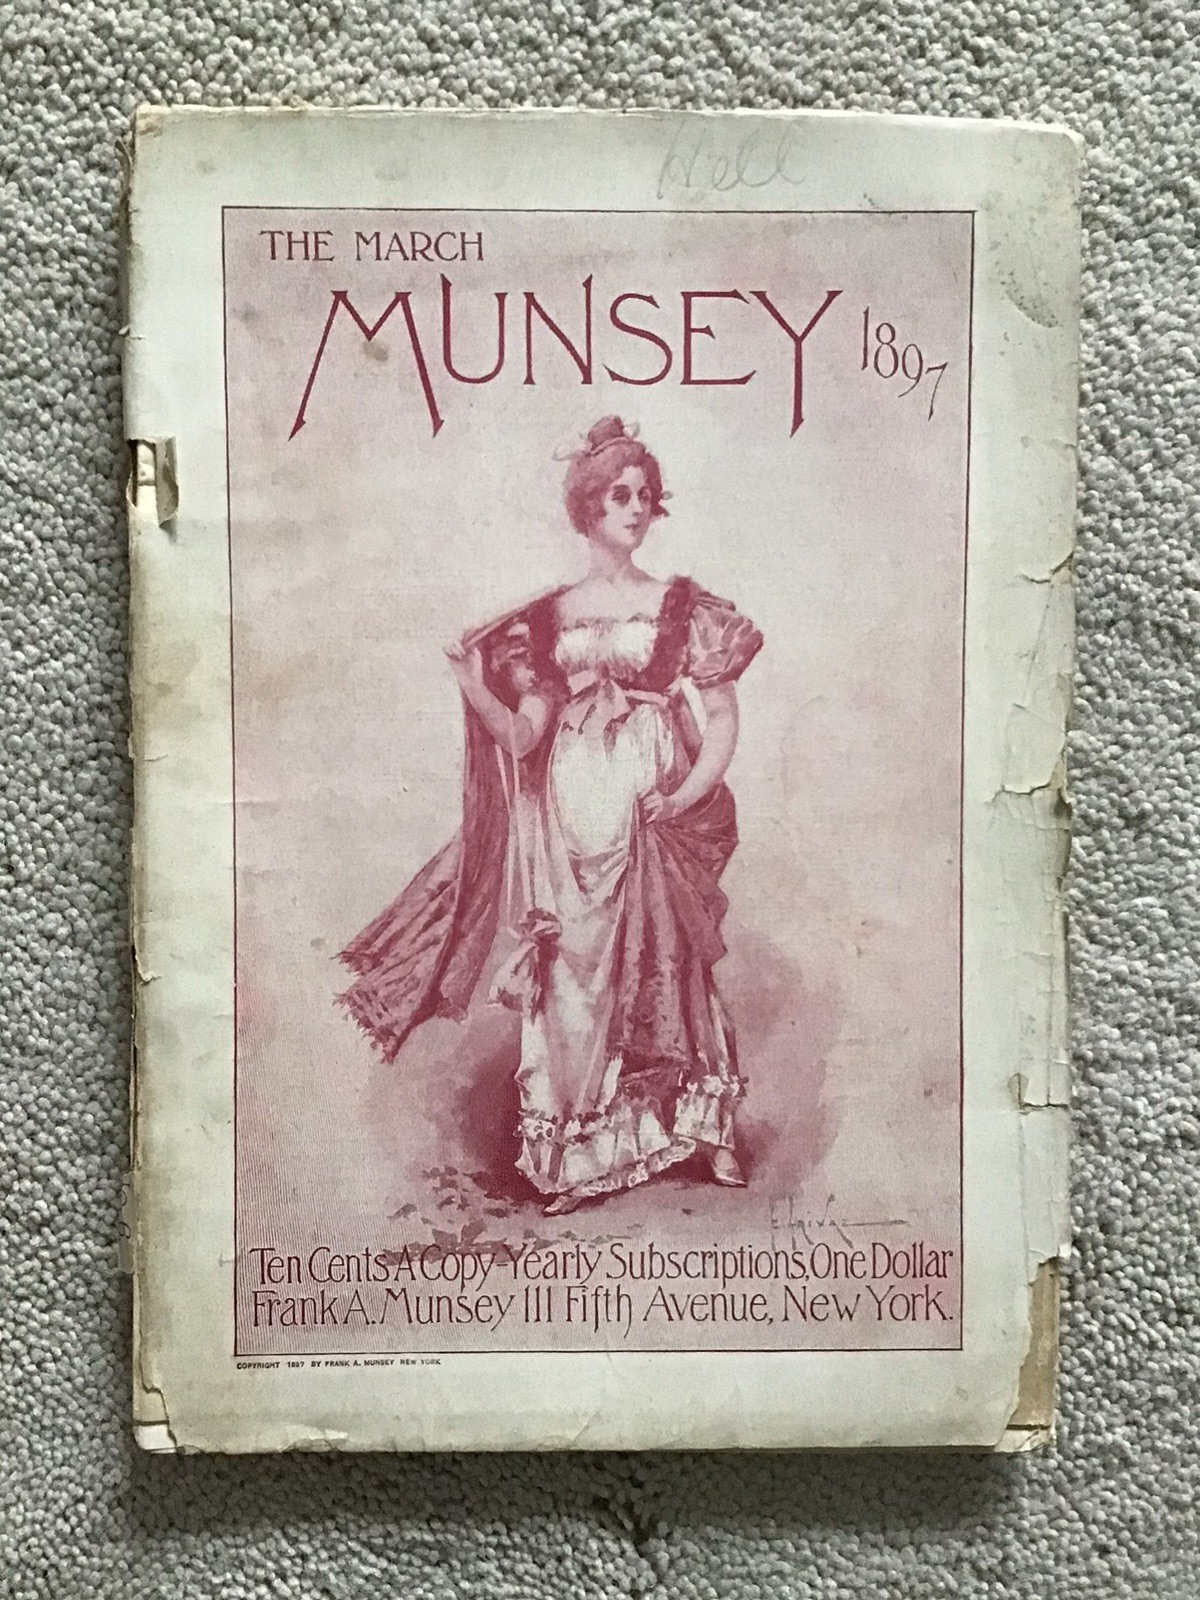 Hell
THE MARCH
MUNSEY 1897
Ten Cents A Copy-Yearly Subscriptions, One Dollar
Frank A. Munsey 111 Fifth Avenue, New York.
COPYRIGHT 1897 BY FRANK A. MUNSEY NEW YORK